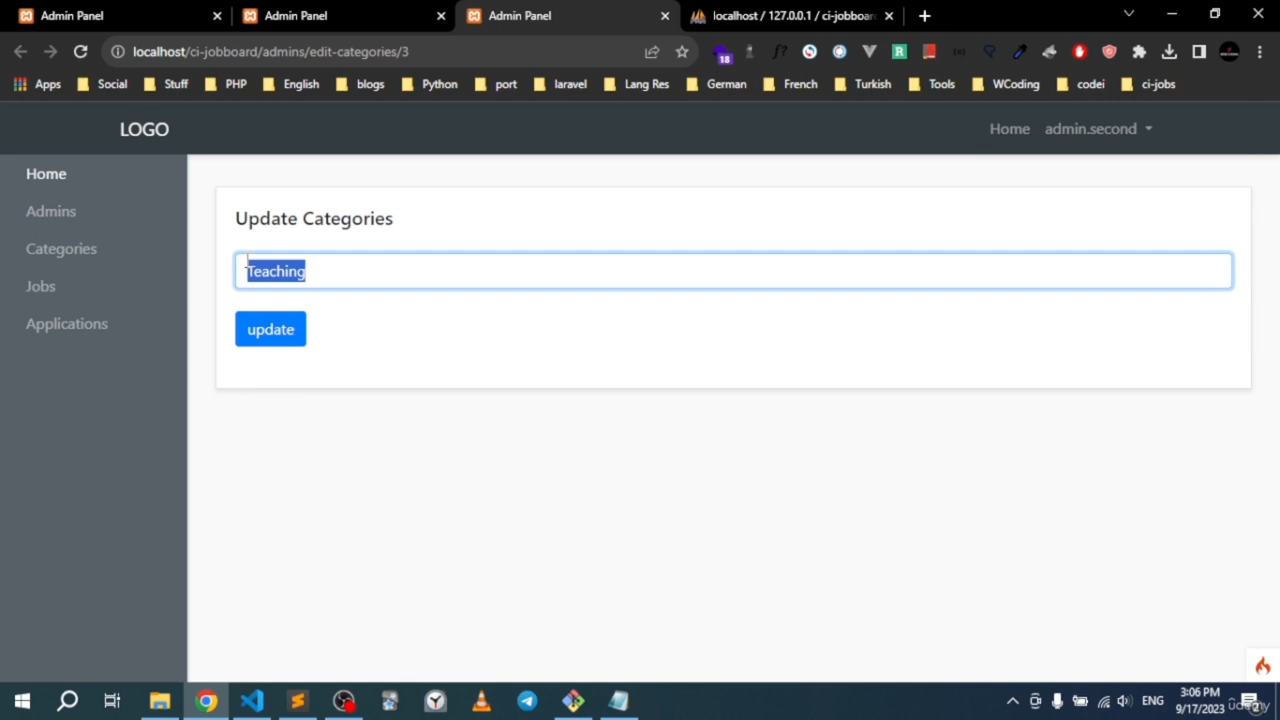 Admin Panel
Admin Panel
Admin Panel
localhost / 127.0.0.1 / ci-jobboar
localhost/ci-jobboard/admins/edit-categories/3
18
Apps
Social
Stuff
PHP
English
blogs
Python
port
laravel
Lang Res
German
French
Turkish
Tools
WCoding
codei
ci-jobs
LOGO
Home
admin.second
Home
Admins
Categories
Jobs
Applications
Update Categories
Teaching
update
ENG
3:06 PM
9/17/2023
2
udemy